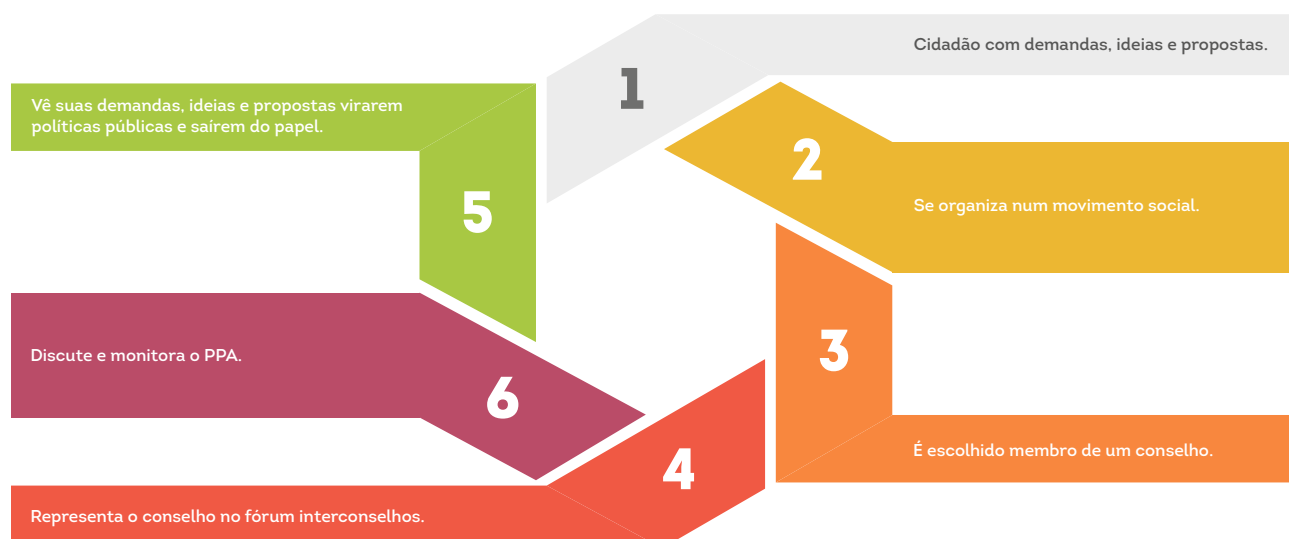 1
Cidadão com demandas, ideias e propostas.
2
Se organiza num movimento social.
3
É escolhido membro de um conselho.
4
Representa o conselho no fórum interconselhos.
5
Vê suas demandas, ideias e propostas virarem
políticas públicas e saírem do papel.
6
Discute e monitora o PPA.